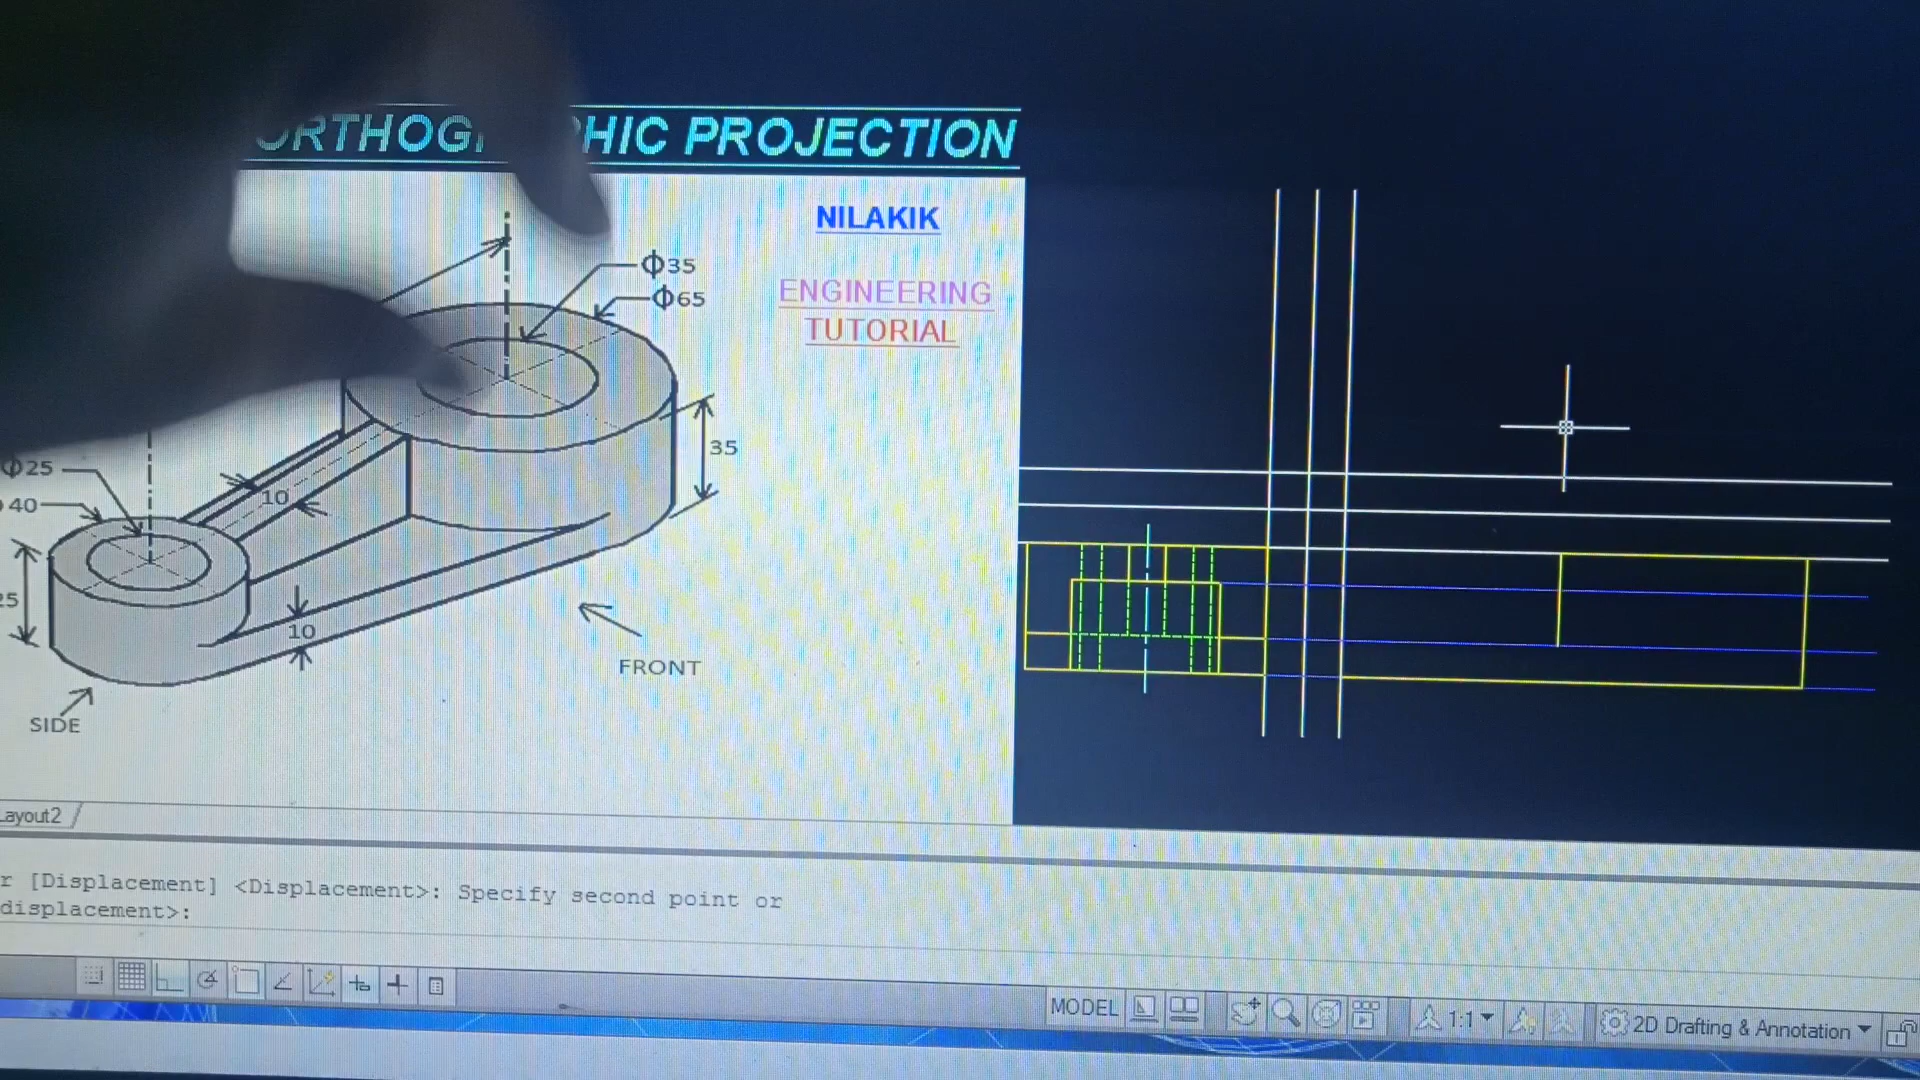 HIC PROJECTION
NILAKIK
ENGINEERING
TUTORIAL
Φ35
Φ65
35
Φ25
40
10
10
FRONT
SIDE
Layout2
[Displacement] <Displacement>: Specify second point or
displacement>:
MODEL
1:1
2D Drafting & Annotation